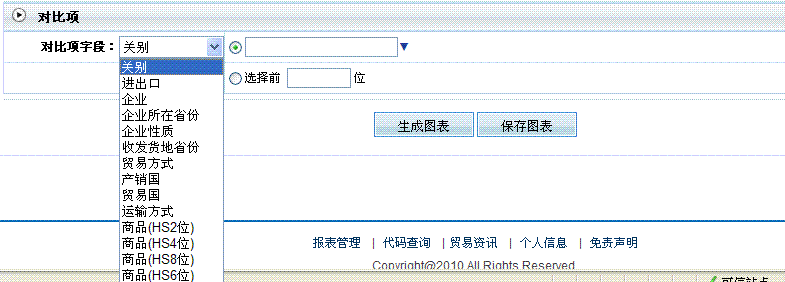 对比项
对比项字段： 关别
关别
进出口
选择前 位
企业
企业所在省份
企业性质
生成图表 保存图表
收发货地省份
贸易方式
产销国
贸易国
运输方式
商品(HS2位)
商品(HS4位)
商品(HS8位)
商品(HS6位)
报表管理 | 代码查询 | 贸易资讯 | 个人信息 | 免责声明
Copyright@2010 All Rights Reserved
可信站点